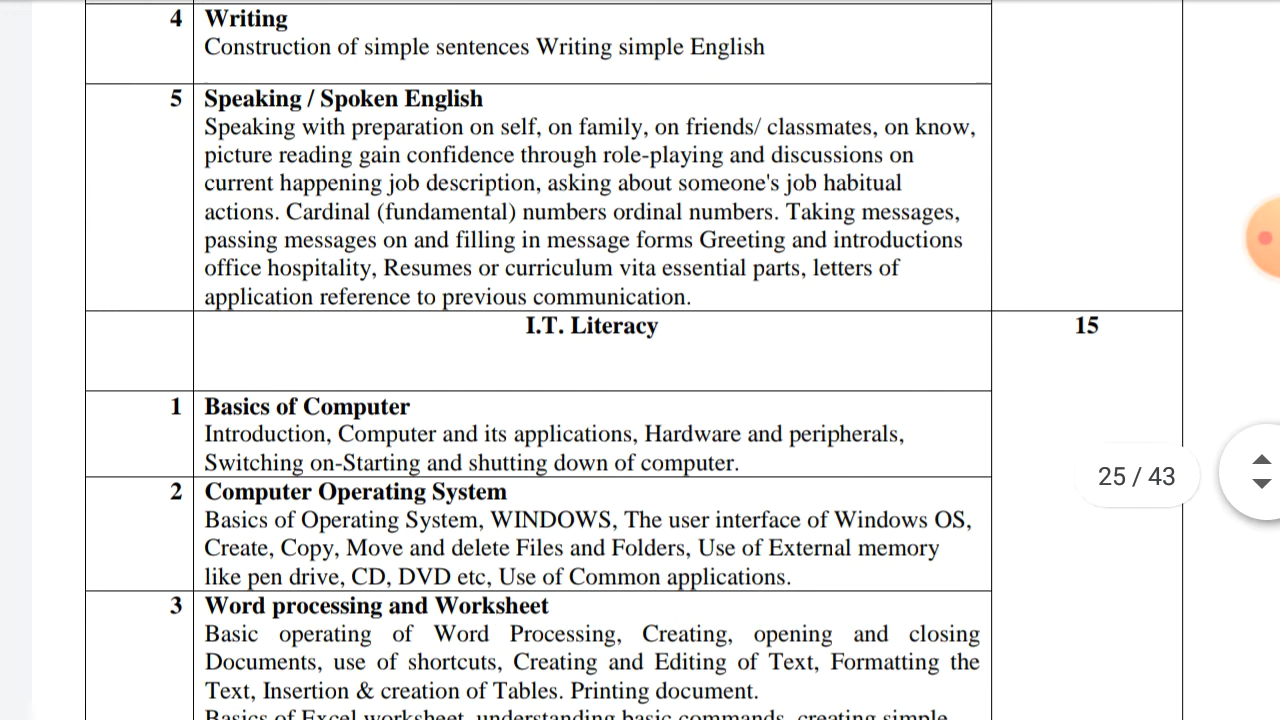 4 Writing
Construction of simple sentences Writing simple English
5 Speaking / Spoken English
Speaking with preparation on self, on family, on friends/ classmates, on know,
picture reading gain confidence through role-playing and discussions on
current happening job description, asking about someone's job habitual
actions. Cardinal (fundamental) numbers ordinal numbers. Taking messages,
passing messages on and filling in message forms Greeting and introductions
office hospitality, Resumes or curriculum vita essential parts, letters of
application reference to previous communication.
I.T. Literacy 15
1 Basics of Computer
Introduction, Computer and its applications, Hardware and peripherals,
Switching on-Starting and shutting down of computer.
25 / 43
2 Computer Operating System
Basics of Operating System, WINDOWS, The user interface of Windows OS,
Create, Copy, Move and delete Files and Folders, Use of External memory
like pen drive, CD, DVD etc, Use of Common applications.
3 Word processing and Worksheet
Basic operating of Word Processing, Creating, opening and closing
Documents, use of shortcuts, Creating and Editing of Text, Formatting the
Text, Insertion & creation of Tables. Printing document.
Basics of Excel worksheet, understanding basic commands, creating simple